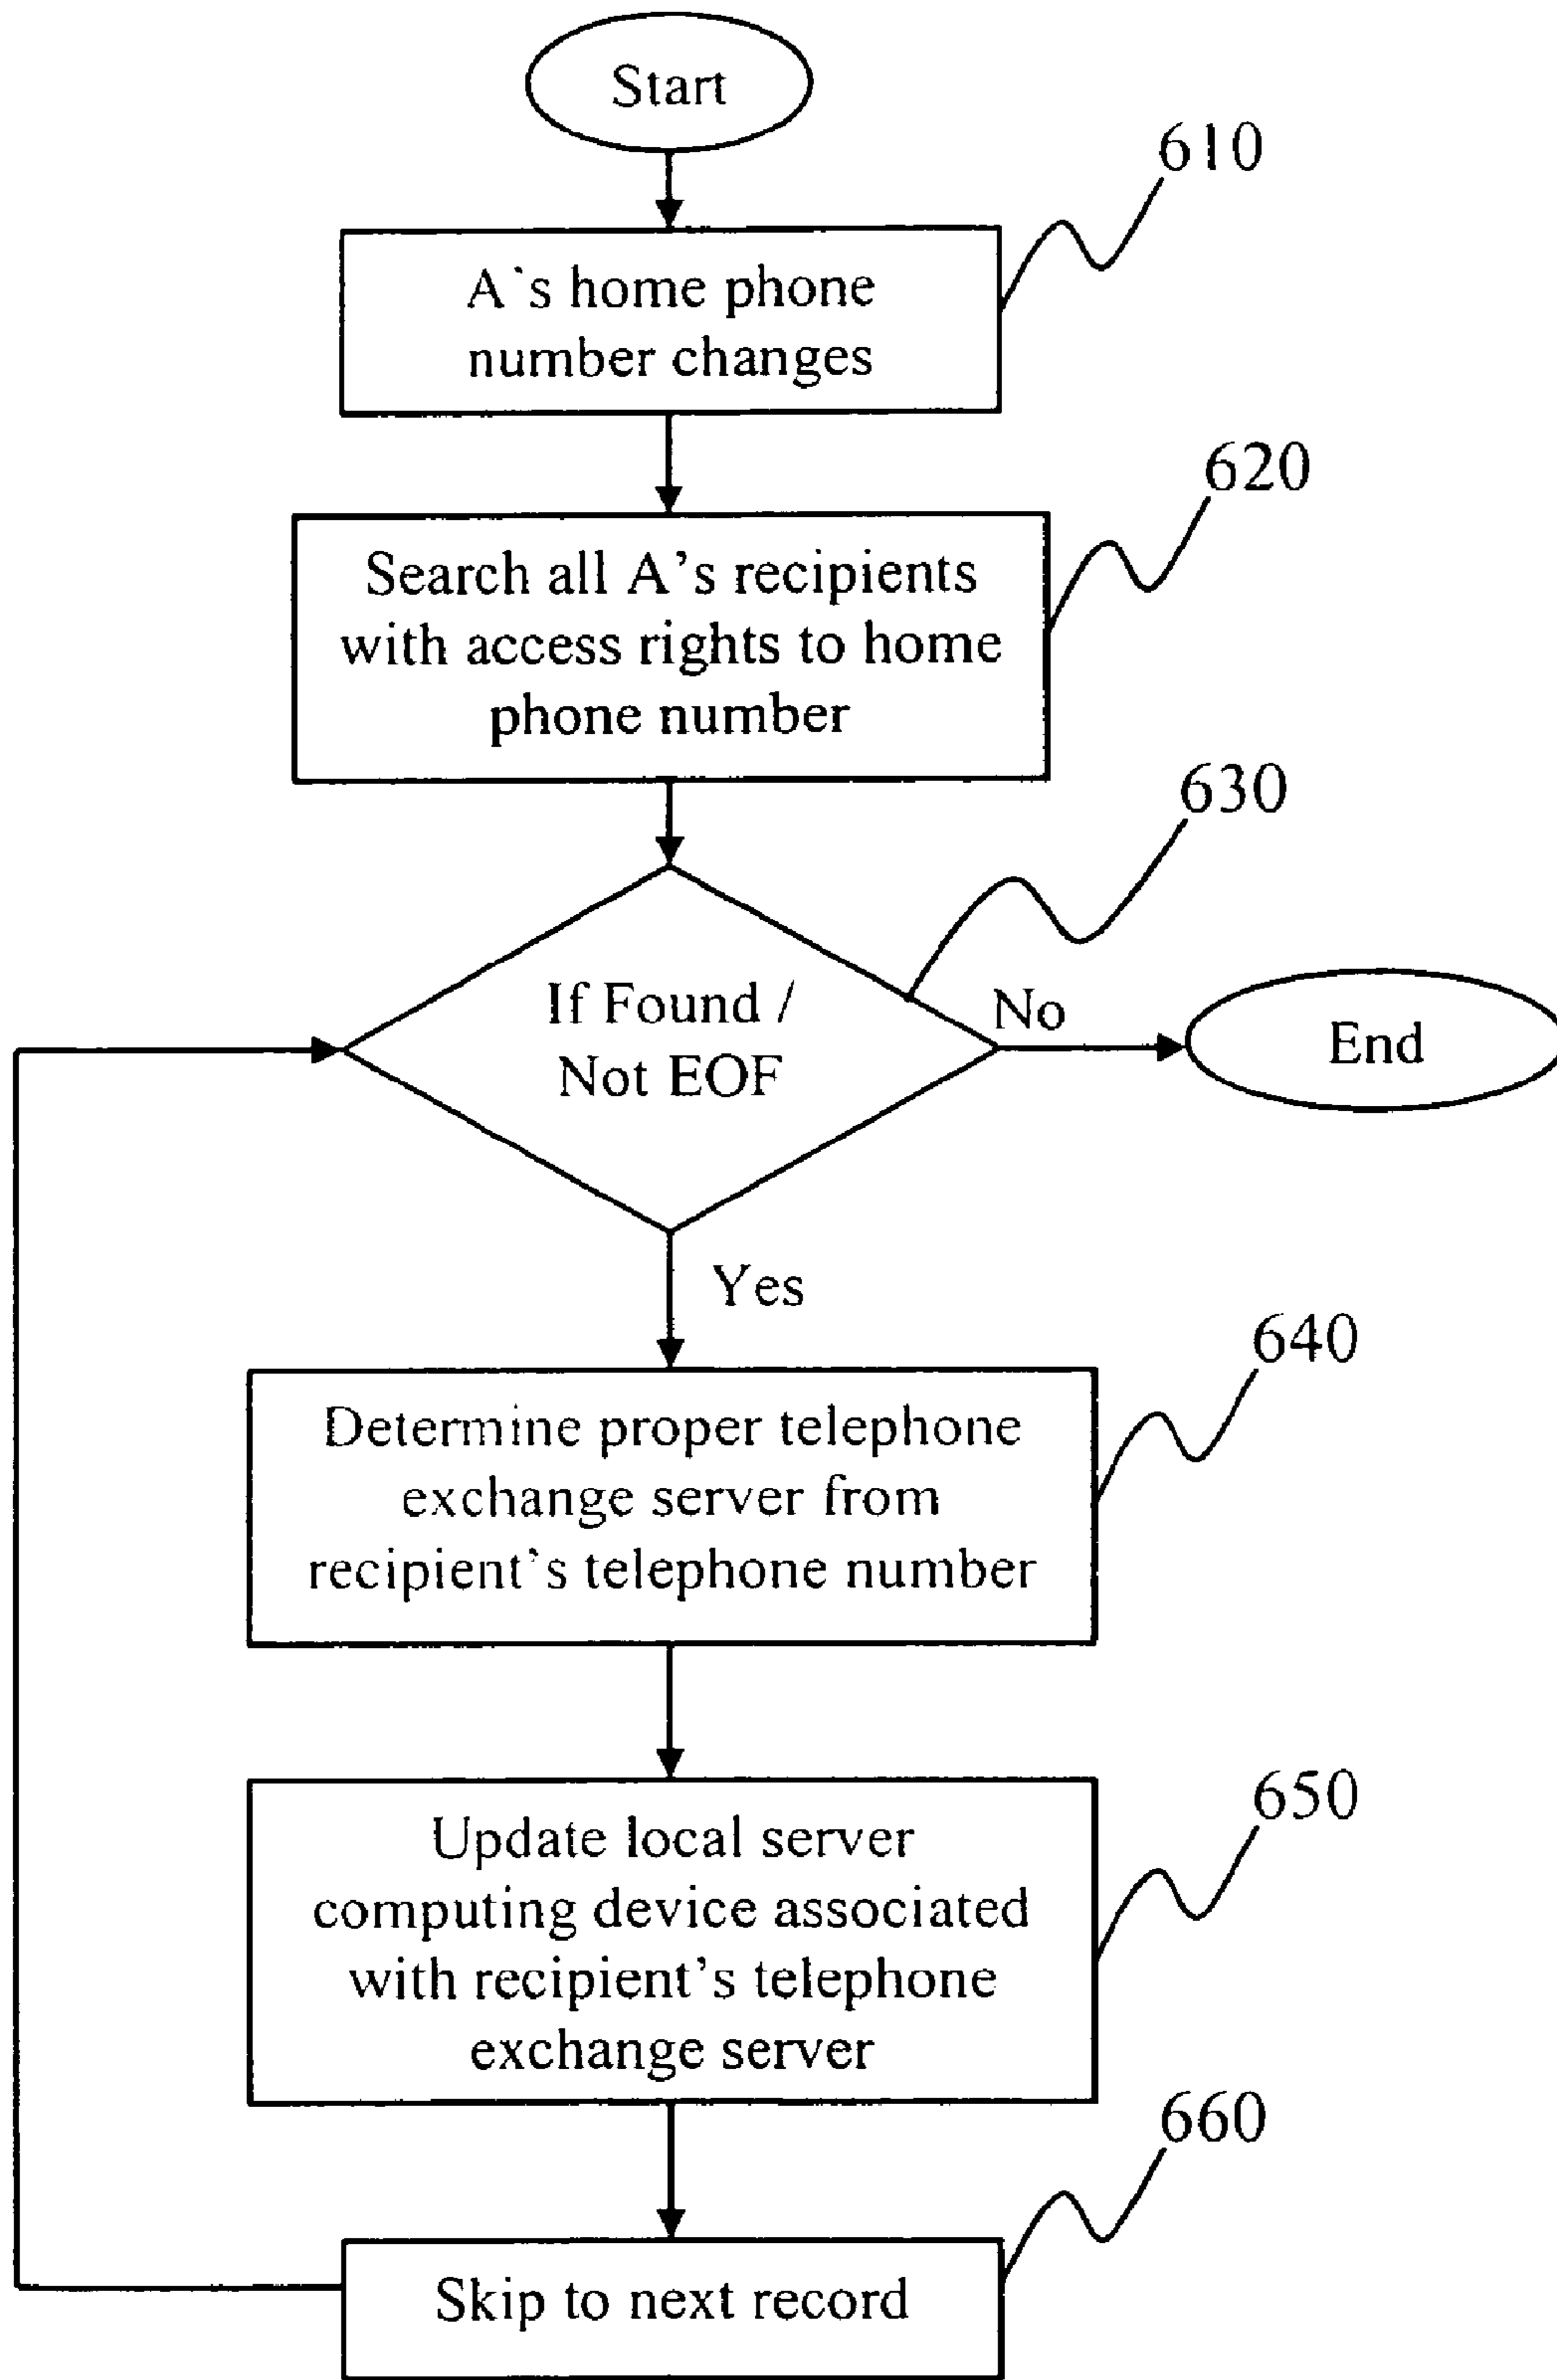 Start
610
A`s home phone
number changes
620
Search all A's recipients
with access rights to home
phone number
630
If Found /
Not EOF
No
End
Yes
640
Determine proper telephone
exchange server from
recipient's telephone number
650
Update local server
computing device associated
with recipient's telephone
exchange server
660
Skip to next record